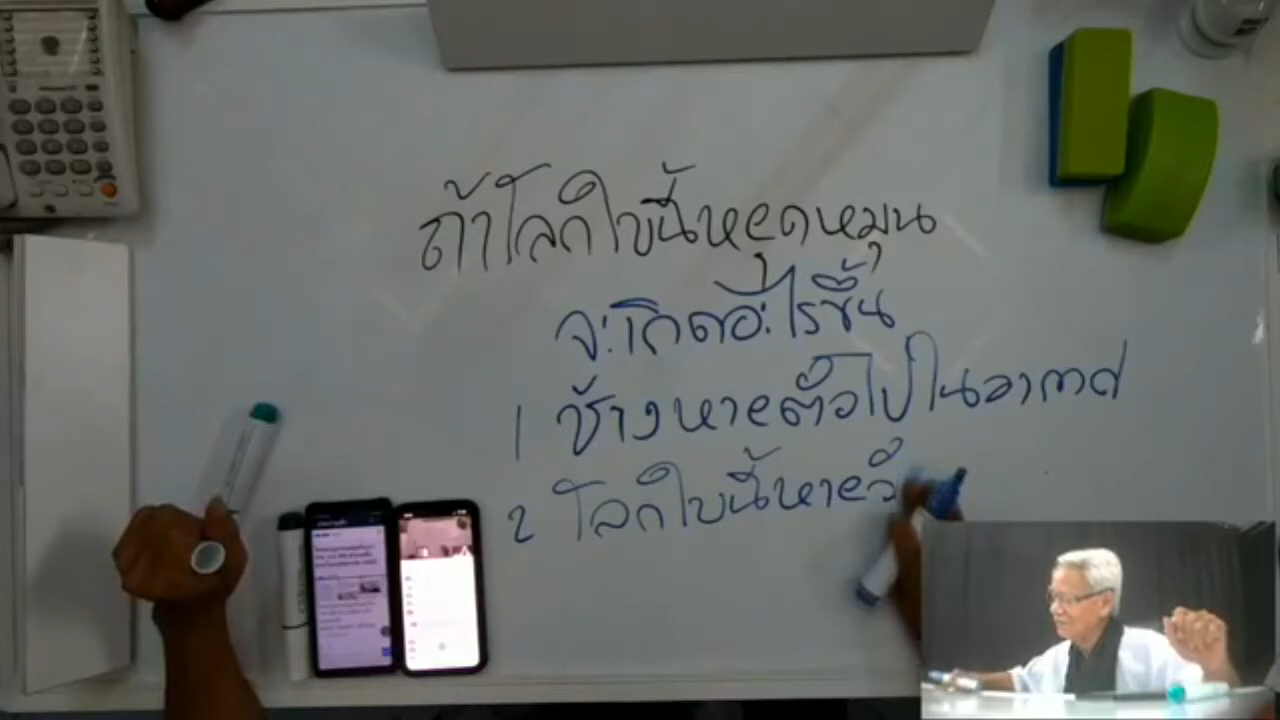 ถ้าโลกใบนี้หยุดหมุน
จะเกิดอะไรขึ้น
1 ช้างหายตัวไปในอากาศ
2 โลกใบนี้หาย